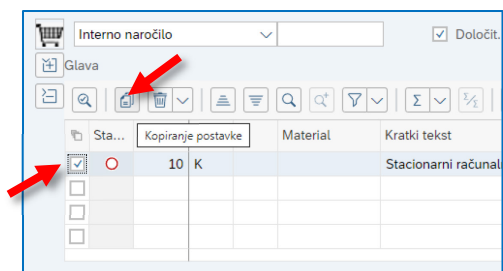 Interno naročilo Določit.
Glava
Σ Σ/Σ
Sta... Kopiranje postavke Material Kratki tekst
10 K Stacionarni računal